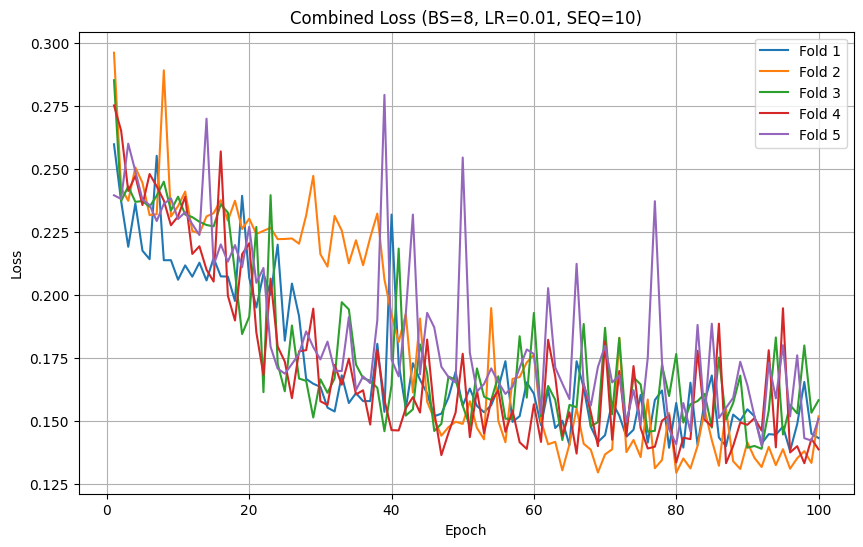 Combined Loss (BS=8, LR=0.01, SEQ=10)
Fold 1
Fold 2
Fold 3
Fold 4
Fold 5
Loss
0.300
0.275
0.250
0.225
0.200
0.175
0.150
0.125
0 20 40 60 80 100
Epoch